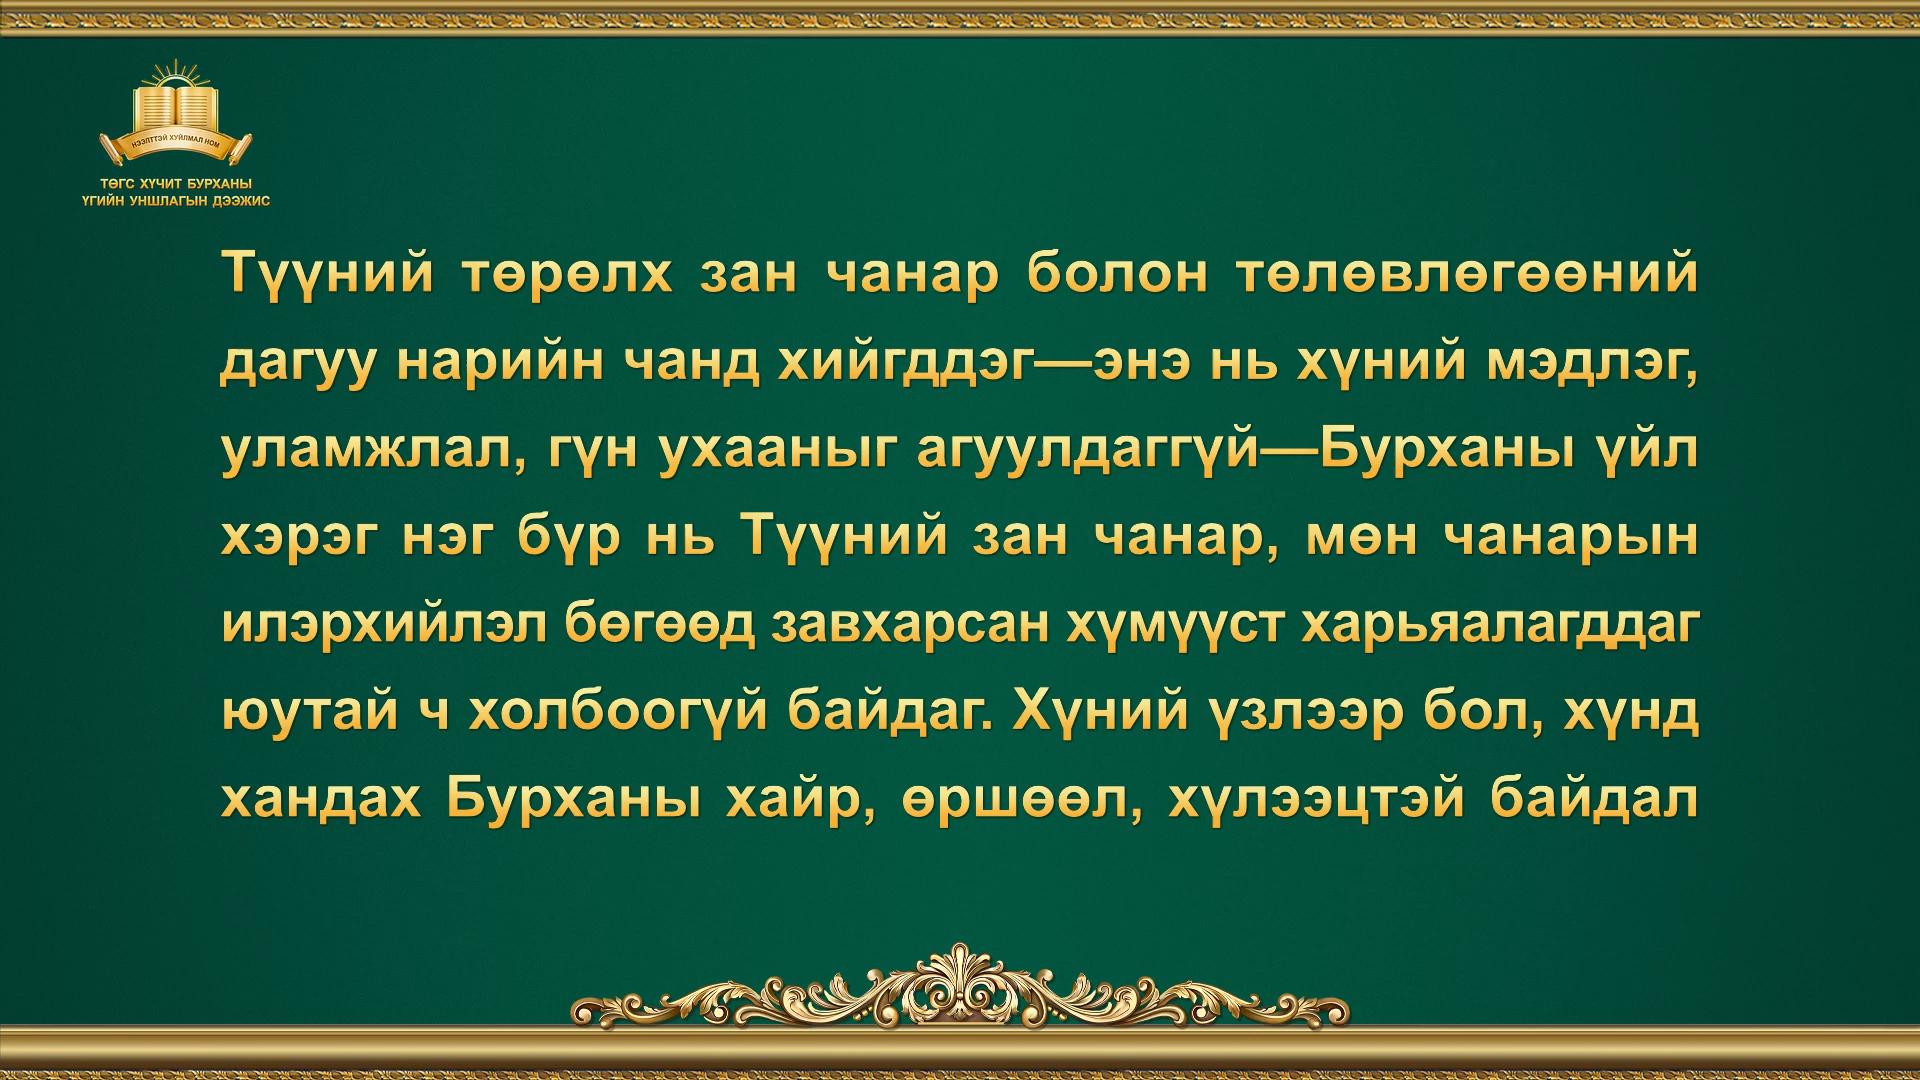 НЭЭЛТТЭЙ ХУЙЛМАЛ НОМ
ТӨГС ХҮЧИТ БУРХАНЫ
ҮГИЙН УНШЛАГЫН ДЭЭЖИС
Түүний төрөлх зан чанар болон төлөвлөгөөний
дагуу нарийн чанд хийгддэг—энэ нь хүний мэдлэг,
уламжлал, гүн ухааныг агуулдаггүй—Бурханы үйл
хэрэг нэг бүр нь Түүний зан чанар, мөн чанарын
илэрхийлэл бөгөөд завхарсан хүмүүст харьяалагддаг
юутай ч холбоогүй байдаг. Хүний үзлээр бол, хүнд
хандах Бурханы хайр, өршөөл, хүлээцтэй байдал